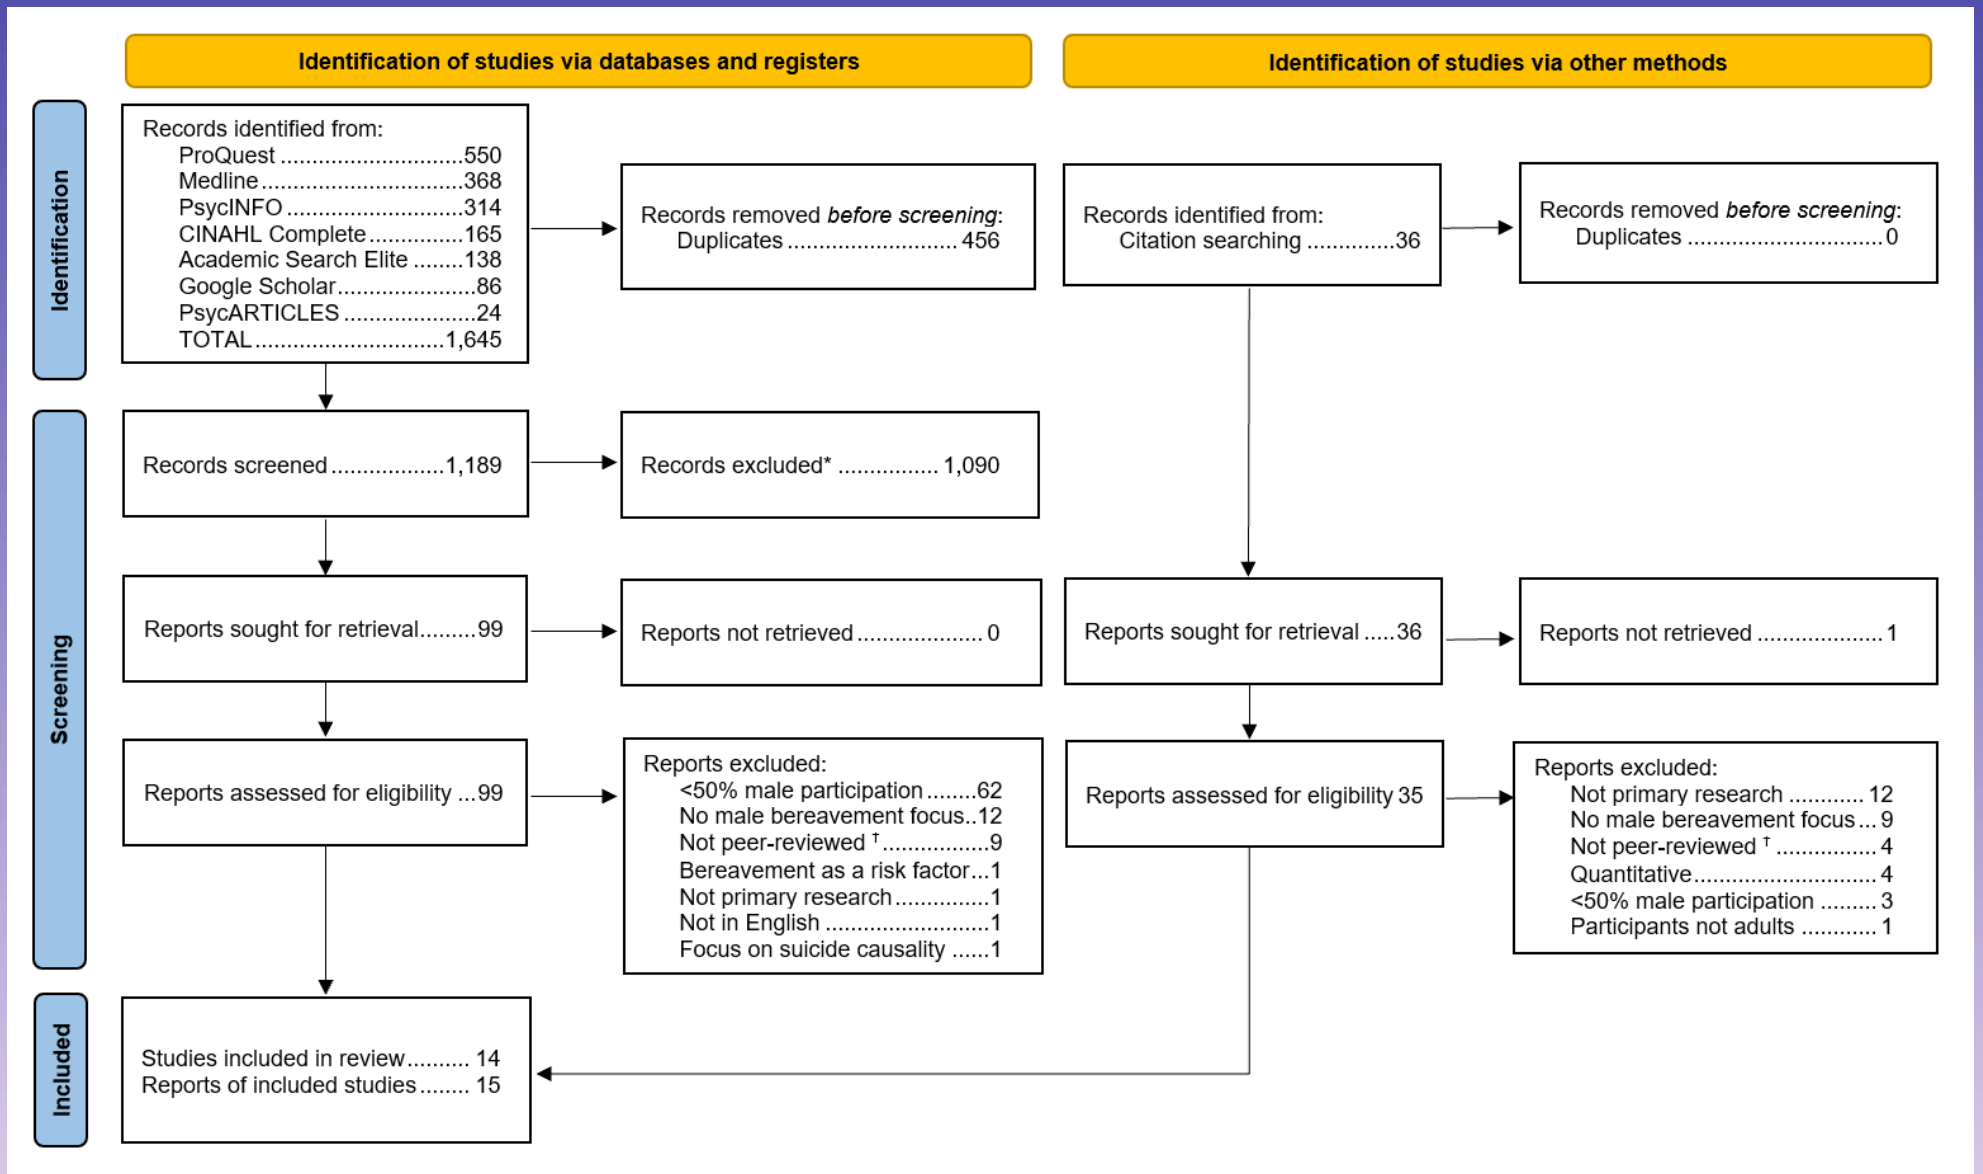 Identification of studies via databases and registers
Identification of studies via other methods
Identification
Records identified from:
ProQuest ............................. 550
Medline ................................ 368
PsycINFO ............................ 314
CINAHL Complete ............... 165
Academic Search Elite ........ 138
Google Scholar ...................... 86
PsycARTICLES ..................... 24
TOTAL .............................. 1,645
Records removed before screening:
Duplicates ........................... 456
Records identified from:
Citation searching .............. 36
Records removed before screening:
Duplicates ............................... 0
Screening
Records screened .................. 1,189
Records excluded* ................ 1,090
Reports sought for retrieval ......... 99
Reports not retrieved .................... 0
Reports sought for retrieval ..... 36
Reports not retrieved .................... 1
Reports assessed for eligibility ... 99
Reports excluded:
<50% male participation ........ 62
No male bereavement focus .. 12
Not peer-reviewed † ................. 9
Bereavement as a risk factor ... 1
Not primary research ............... 1
Not in English .......................... 1
Focus on suicide causality ...... 1
Reports assessed for eligibility 35
Reports excluded:
Not primary research ............ 12
No male bereavement focus ... 9
Not peer-reviewed † ................ 4
Quantitative ............................. 4
<50% male participation ......... 3
Participants not adults ............ 1
Included
Studies included in review .......... 14
Reports of included studies ........ 15